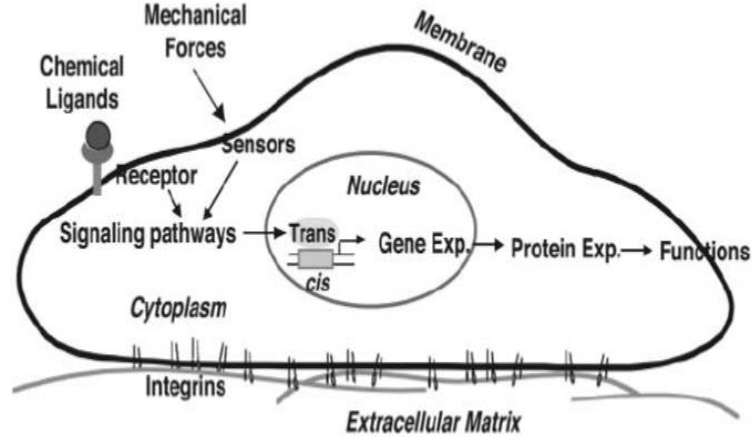 Mechanical
Forces
Membrane
Chemical
Ligands
Sensors
Receptor
Nucleus
Signaling pathways
Trans
Gene Exp.
Protein Exp.
Functions
cis
Cytoplasm
Integrins
Extracellular Matrix